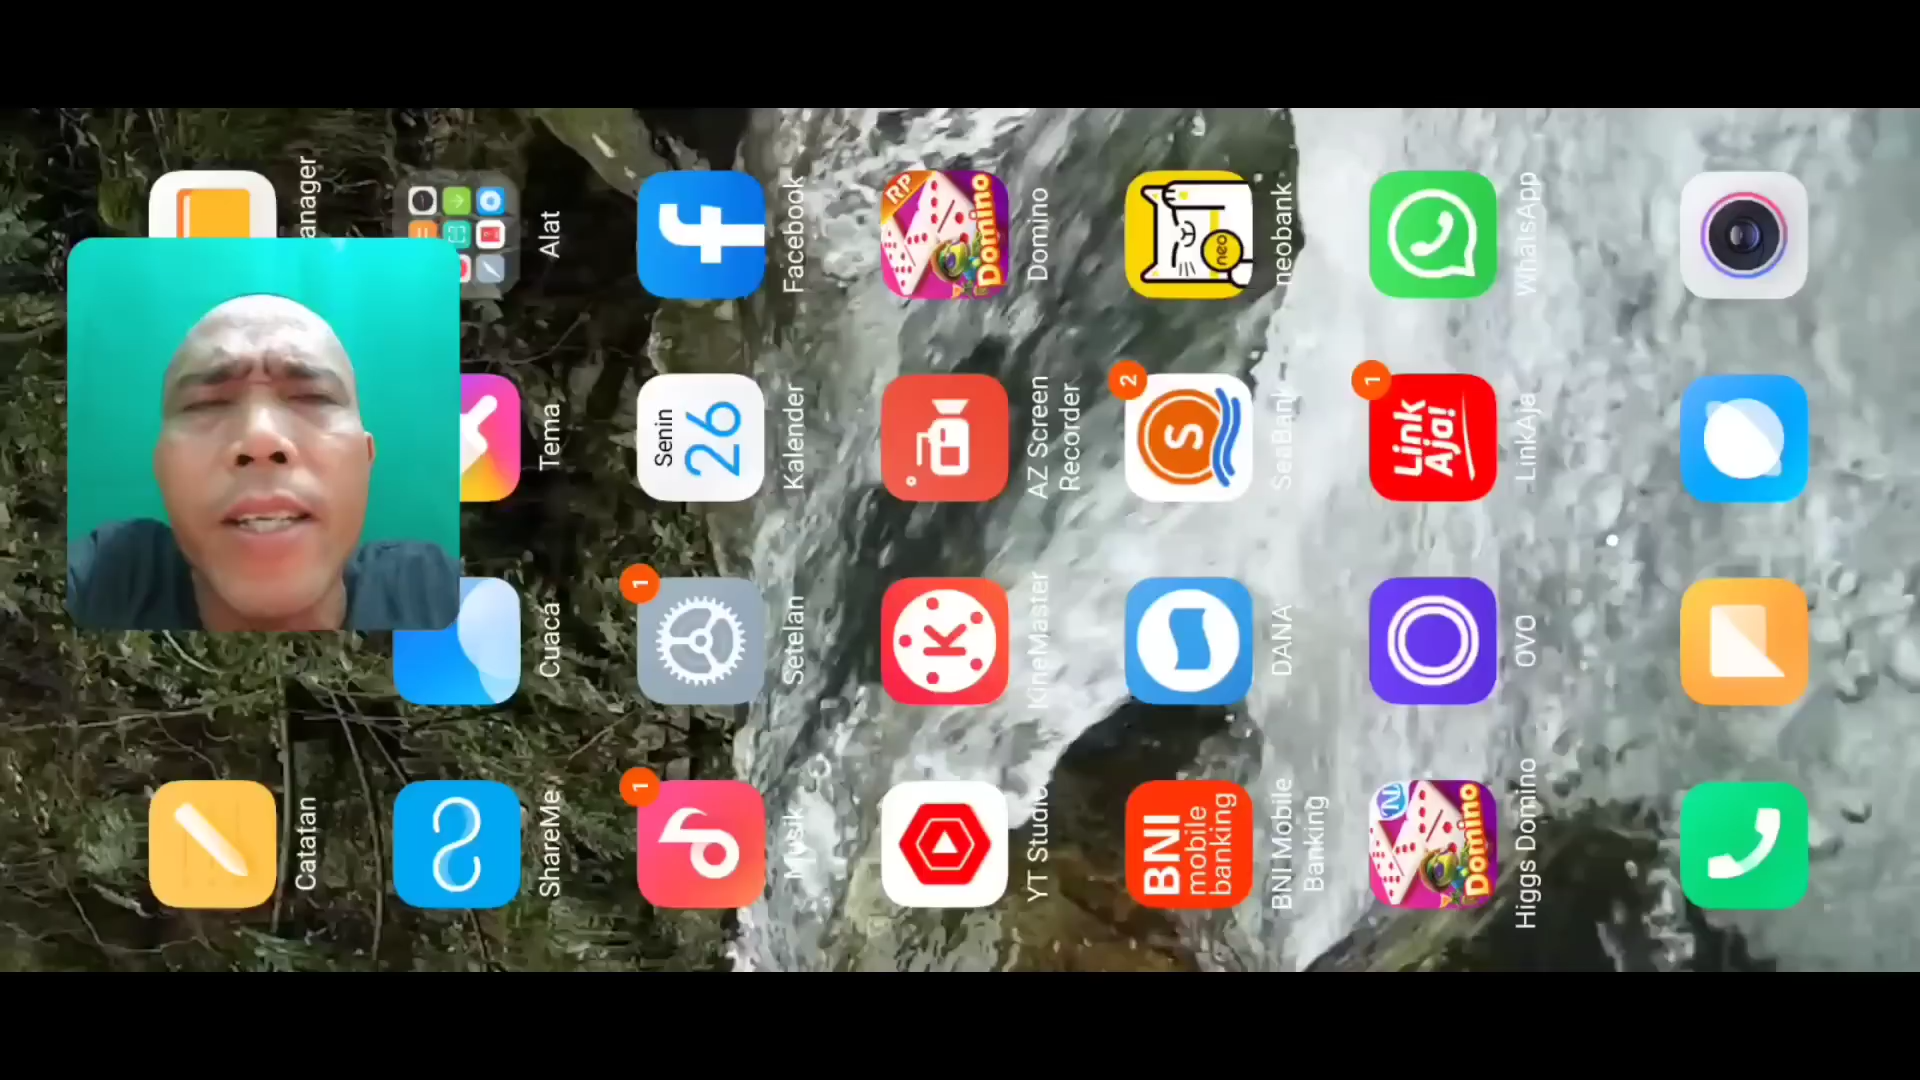 Catatan
anager
ShareMe
Cuaca
Tema
Alat
1
Musik
1
Setelan
Senin
26
Kalender
Facebook
YT Studio
K
KineMaster
AZ Screen
Recorder
RP
Domino
Domino
BNI
mobile
banking
BNI Mobile
Banking
DANA
2
S
SeaBank
neo
neobank
N
Domino
Higgs Domino
OVO
1
Link
Aja!
LinkAja
WhatsApp